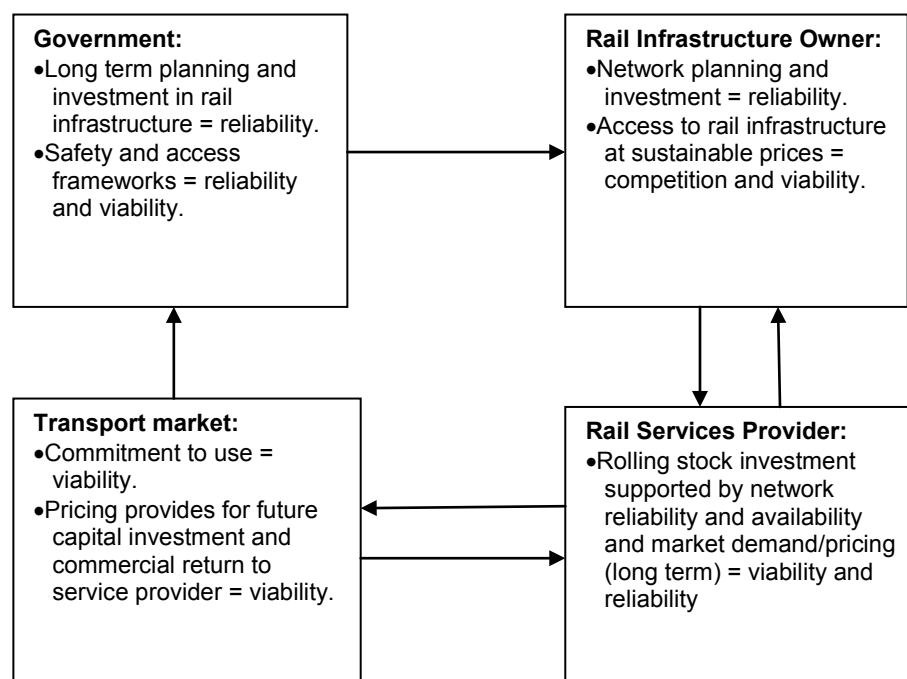 Government:
•Long term planning and
investment in rail
infrastructure = reliability.
•Safety and access
frameworks = reliability
and viability.
Rail Infrastructure Owner:
•Network planning and
investment = reliability.
•Access to rail infrastructure
at sustainable prices =
competition and viability.
Transport market:
•Commitment to use =
viability.
•Pricing provides for future
capital investment and
commercial return to
service provider = viability.
Rail Services Provider:
•Rolling stock investment
supported by network
reliability and availability
and market demand/pricing
(long term) = viability and
reliability